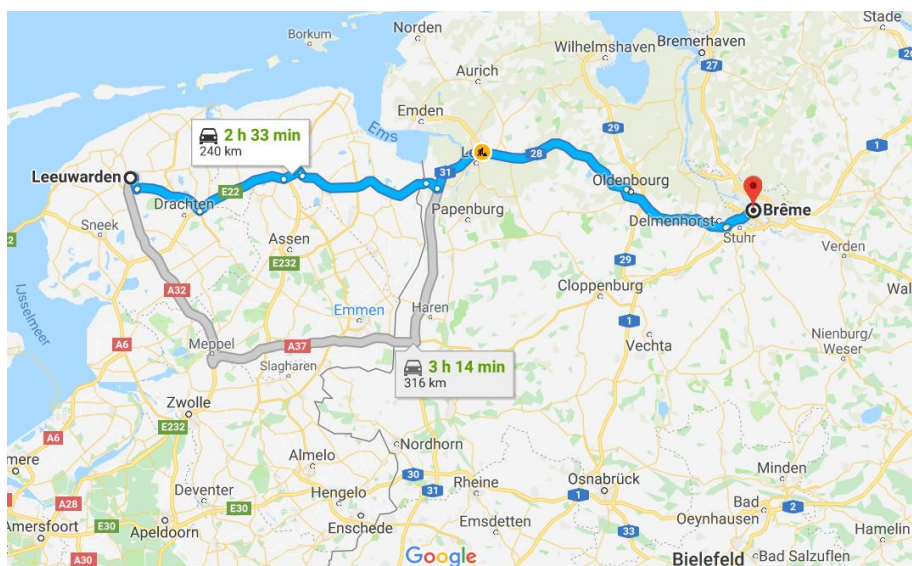 Norden
Stade
Borkum
Wilhelmshaven
Bremerhaven
26
27
Aurich
Emden
Ems
29
1
2 h 33 min
240 km
28
31
Leeuwarden
E22
Oldenbourg
Drachten
Papenburg
Delmenhorst
Brême
Sneek
Stuhr
Assen
Verden
E232
29
IJsselmeer
Cloppenburg
A32
Emmen
Haren
1
Nienburg/
Weser
A6
Meppel
A37
Vechta
Slagharen
3 h 14 min
316 km
Zwolle
E232
A6
Nordhorn
Almelo
30
Rheine
Osnabrück
Minden
31
1
A28
Deventer
E30
Hengelo
Bad
Oeynhausen
2
Amersfoort
E30
Apeldoorn
Enschede
Emsdetten
33
Hamelin
A30
Google
Bielefeld
Bad Salzuflen